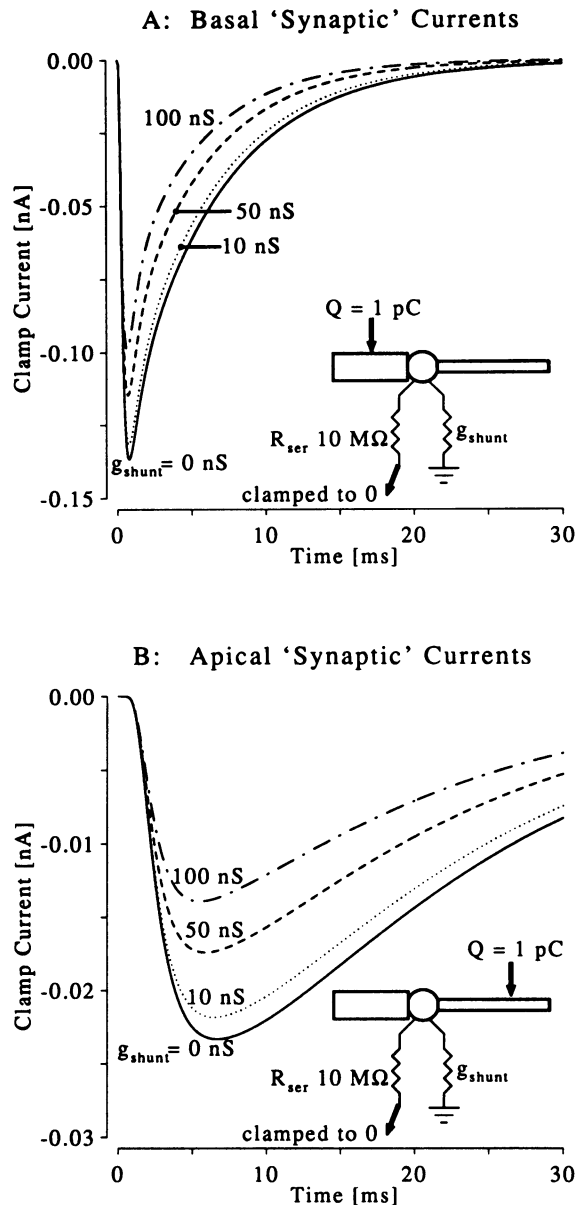 A: Basal ‘Synaptic’ Currents
0.00
-0.05
-0.10
-0.15
Clamp Current [nA]
100 nS
50 nS
10 nS
g_shunt = 0 nS
Q = 1 pC
R_ser 10 MΩ
g_shunt
clamped to 0
0
10
20
30
Time [ms]
B: Apical ‘Synaptic’ Currents
0.00
-0.01
-0.02
-0.03
Clamp Current [nA]
100 nS
50 nS
10 nS
g_shunt = 0 nS
Q = 1 pC
R_ser 10 MΩ
g_shunt
clamped to 0
0
10
20
30
Time [ms]